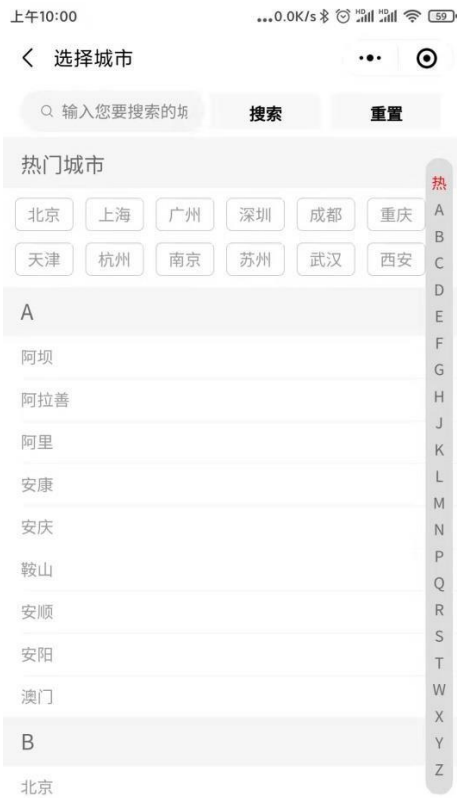 上午10:00 ...0.0K/s HD HD 59
选择城市
输入您要搜索的城 搜索 重置
热门城市
北京 上海 广州 深圳 成都 重庆
天津 杭州 南京 苏州 武汉 西安
A
阿坝
阿拉善
阿里
安康
安庆
鞍山
安顺
安阳
澳门
B
北京
热
A
B
C
D
E
F
G
H
J
K
L
M
N
P
Q
R
S
T
W
X
Y
Z